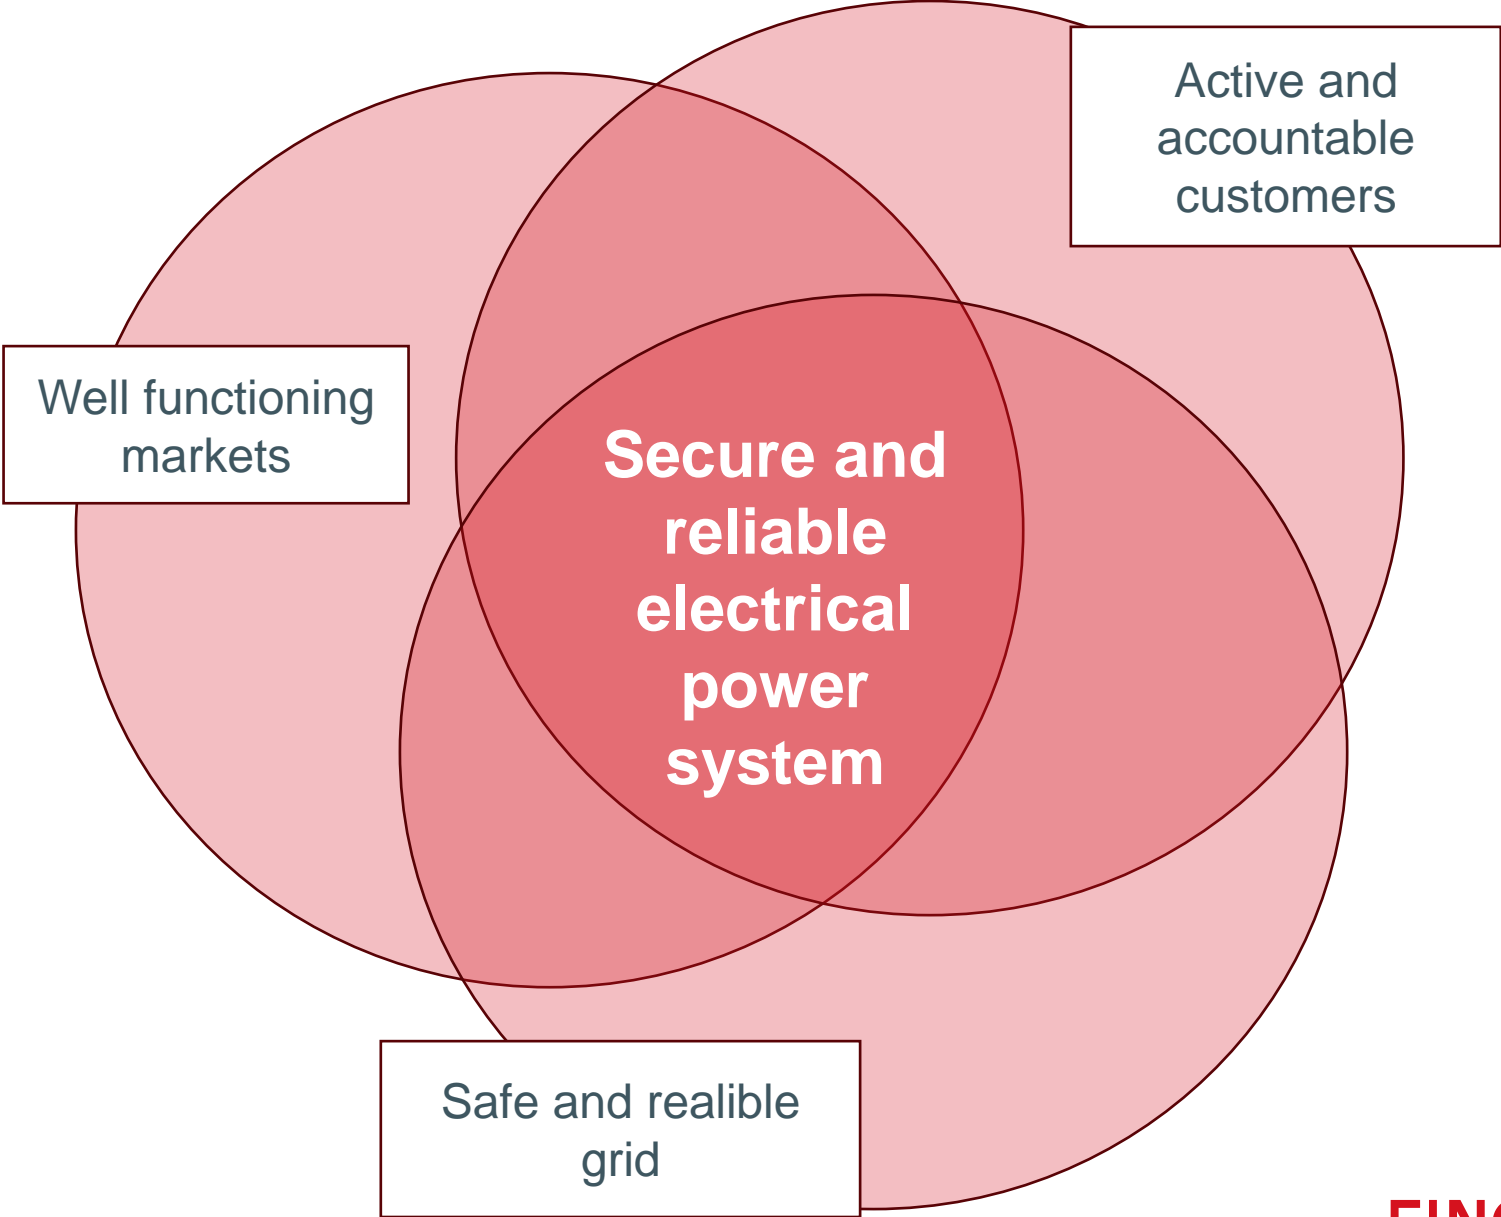 Active and
accountable
customers
Well functioning
markets
Secure and
reliable
electrical
power
system
Safe and realible
grid